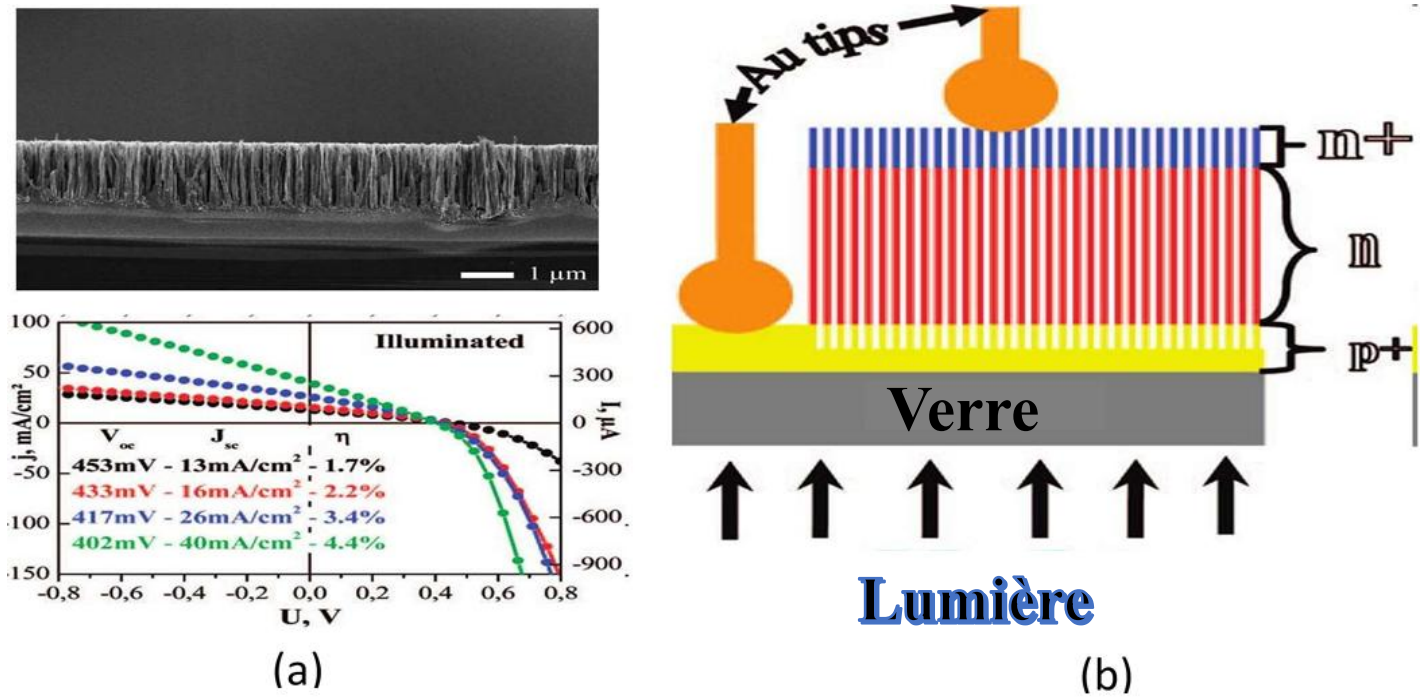 1 μm
100
50
0
-50
-100
-150
j, mA/cm²
Illuminated
600
300
0
-300
-600
-900
I, μA
Voc Jsc η
453mV - 13mA/cm² - 1.7%
433mV - 16mA/cm² - 2.2%
417mV - 26mA/cm² - 3.4%
402mV - 40mA/cm² - 4.4%
-0,8 -0,6 -0,4 -0,2 0,0 0,2 0,4 0,6 0,8
U, V
(a)
Au tips
n+
n
p+
Verre
Lumière
(b)